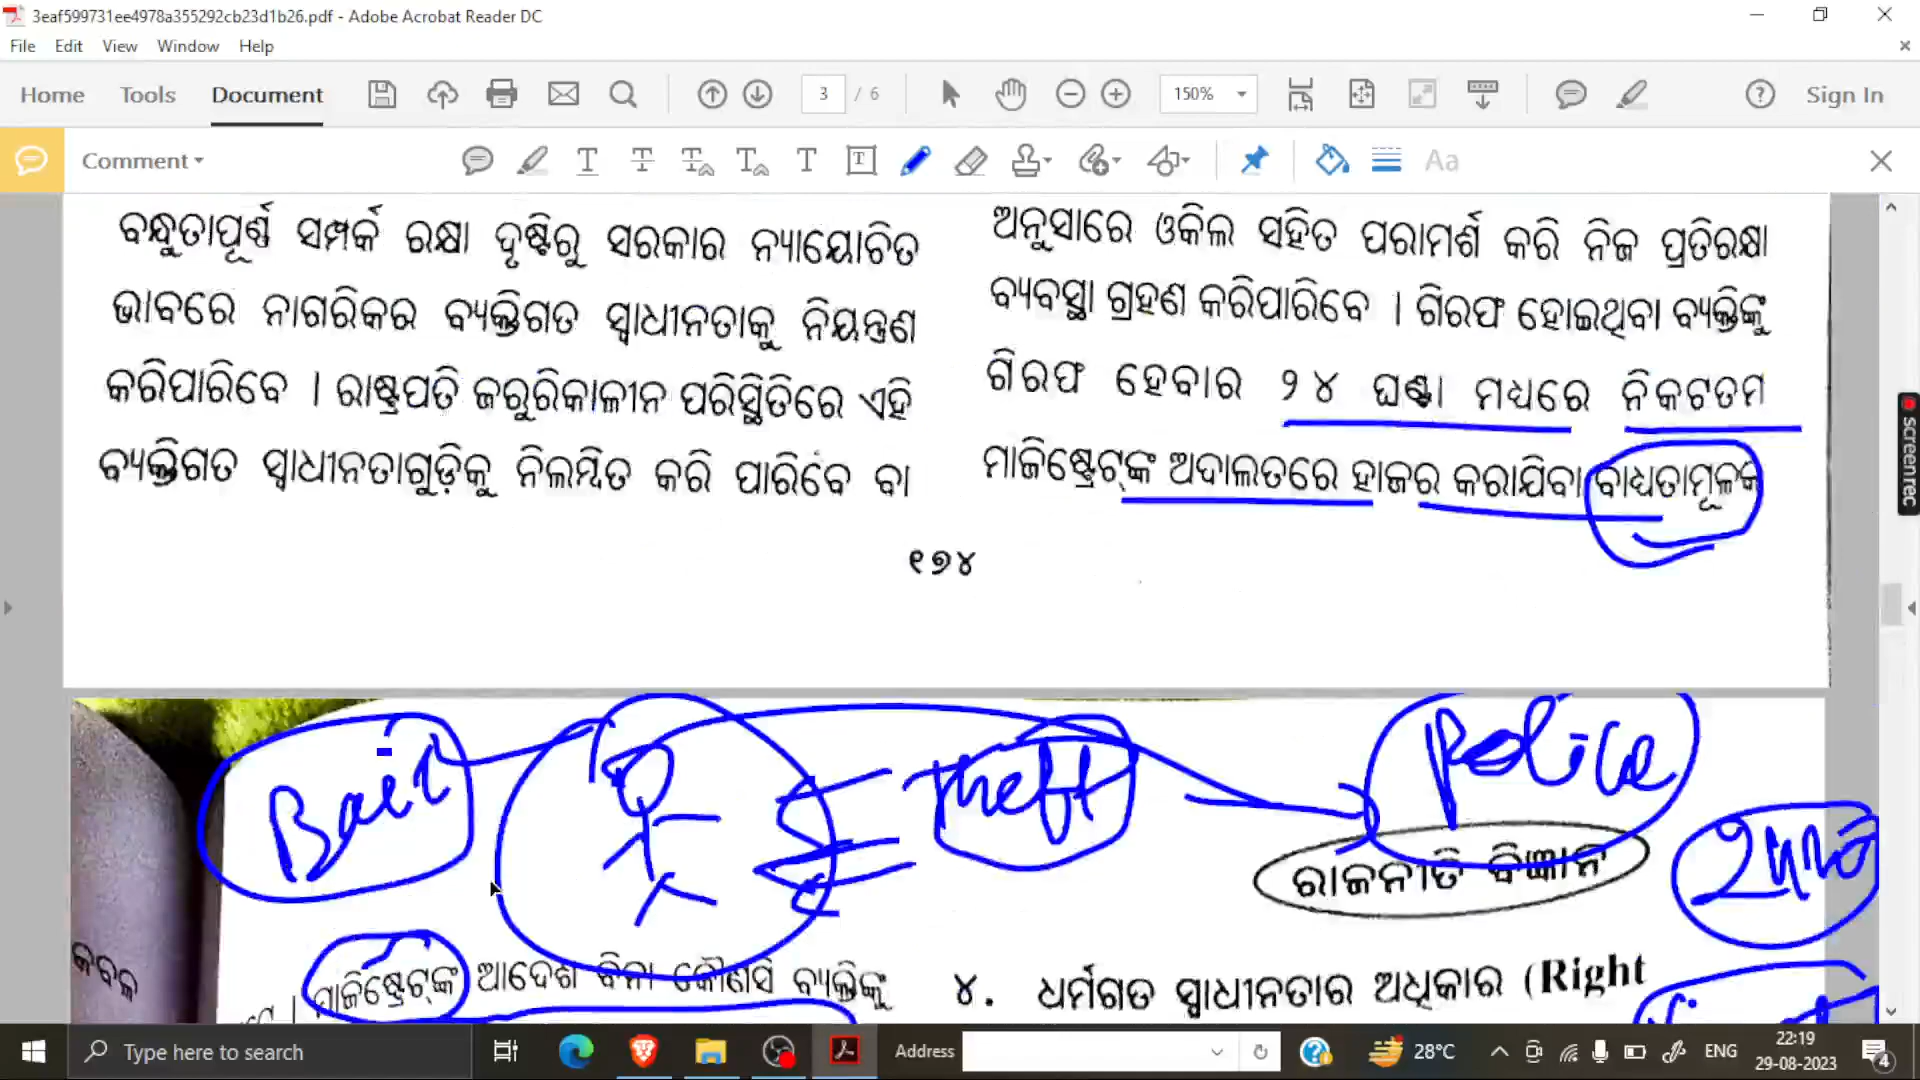 3eaf599731ee4978a355292cb23d1b26.pdf - Adobe Acrobat Reader DC
File Edit View Window Help
Home Tools Document 3 / 6 150% Sign In
Comment
ବନ୍ଧୁତାପୂର୍ଣ୍ଣ ସମ୍ପର୍କ ରକ୍ଷା ଦୃଷ୍ଟିରୁ ସରକାର ନ୍ୟାୟୋଚିତ
ଭାବରେ ନାଗରିକର ବ୍ୟକ୍ତିଗତ ସ୍ୱାଧୀନତାକୁ ନିୟନ୍ତ୍ରଣ
କରିପାରିବେ । ରାଷ୍ଟ୍ରପତି ଜରୁରିକାଳୀନ ପରିସ୍ଥିତିରେ ଏହି
ବ୍ୟକ୍ତିଗତ ସ୍ୱାଧୀନତାଗୁଡ଼ିକୁ ନିଲମ୍ବିତ କରି ପାରିବେ ବା
ଅନୁସାରେ ଓକିଲ ସହିତ ପରାମର୍ଶ କରି ନିଜ ପ୍ରତିରକ୍ଷା
ବ୍ୟବସ୍ଥା ଗ୍ରହଣ କରିପାରିବେ । ଗିରଫ ହୋଇଥିବା ବ୍ୟକ୍ତିଙ୍କୁ
ଗିରଫ ହେବାର ୨୪ ଘଣ୍ଟା ମଧ୍ୟରେ ନିକଟତମ
ମାଜିଷ୍ଟ୍ରେଟ୍‌ଙ୍କ ଅଦାଲତରେ ହାଜର କରାଯିବା ବାଧ୍ୟତାମୂଳକ
୧୭୪
Bail Theft Police
ରାଜନୀତି ବିଜ୍ଞାନ
କବଳ
ମାଜିଷ୍ଟ୍ରେଟ୍‌ଙ୍କ ଆଦେଶ ବିନା କୌଣସି ବ୍ୟକ୍ତିଙ୍କୁ
୪. ଧର୍ମଗତ ସ୍ୱାଧୀନତାର ଅଧିକାର (Right
screenrec
Type here to search Address 28°C ENG 22:19
29-08-2023 4